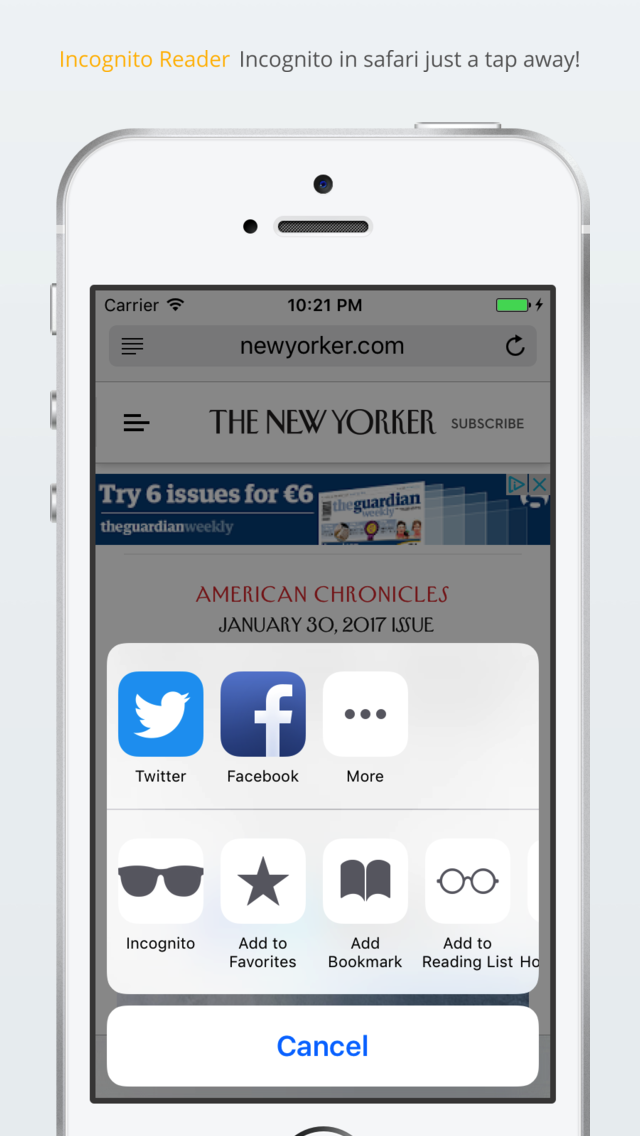 Incognito Reader Incognito in safari just a tap away!
Carrier 10:21 PM
newyorker.com
THE NEW YORKER SUBSCRIBE
Try 6 issues for €6
theguardianweekly
theguardian
weekly
AMERICAN CHRONICLES
JANUARY 30, 2017 ISSUE
Twitter Facebook More
Incognito Add to Favorites Add Bookmark Add to Reading List Ho
Cancel